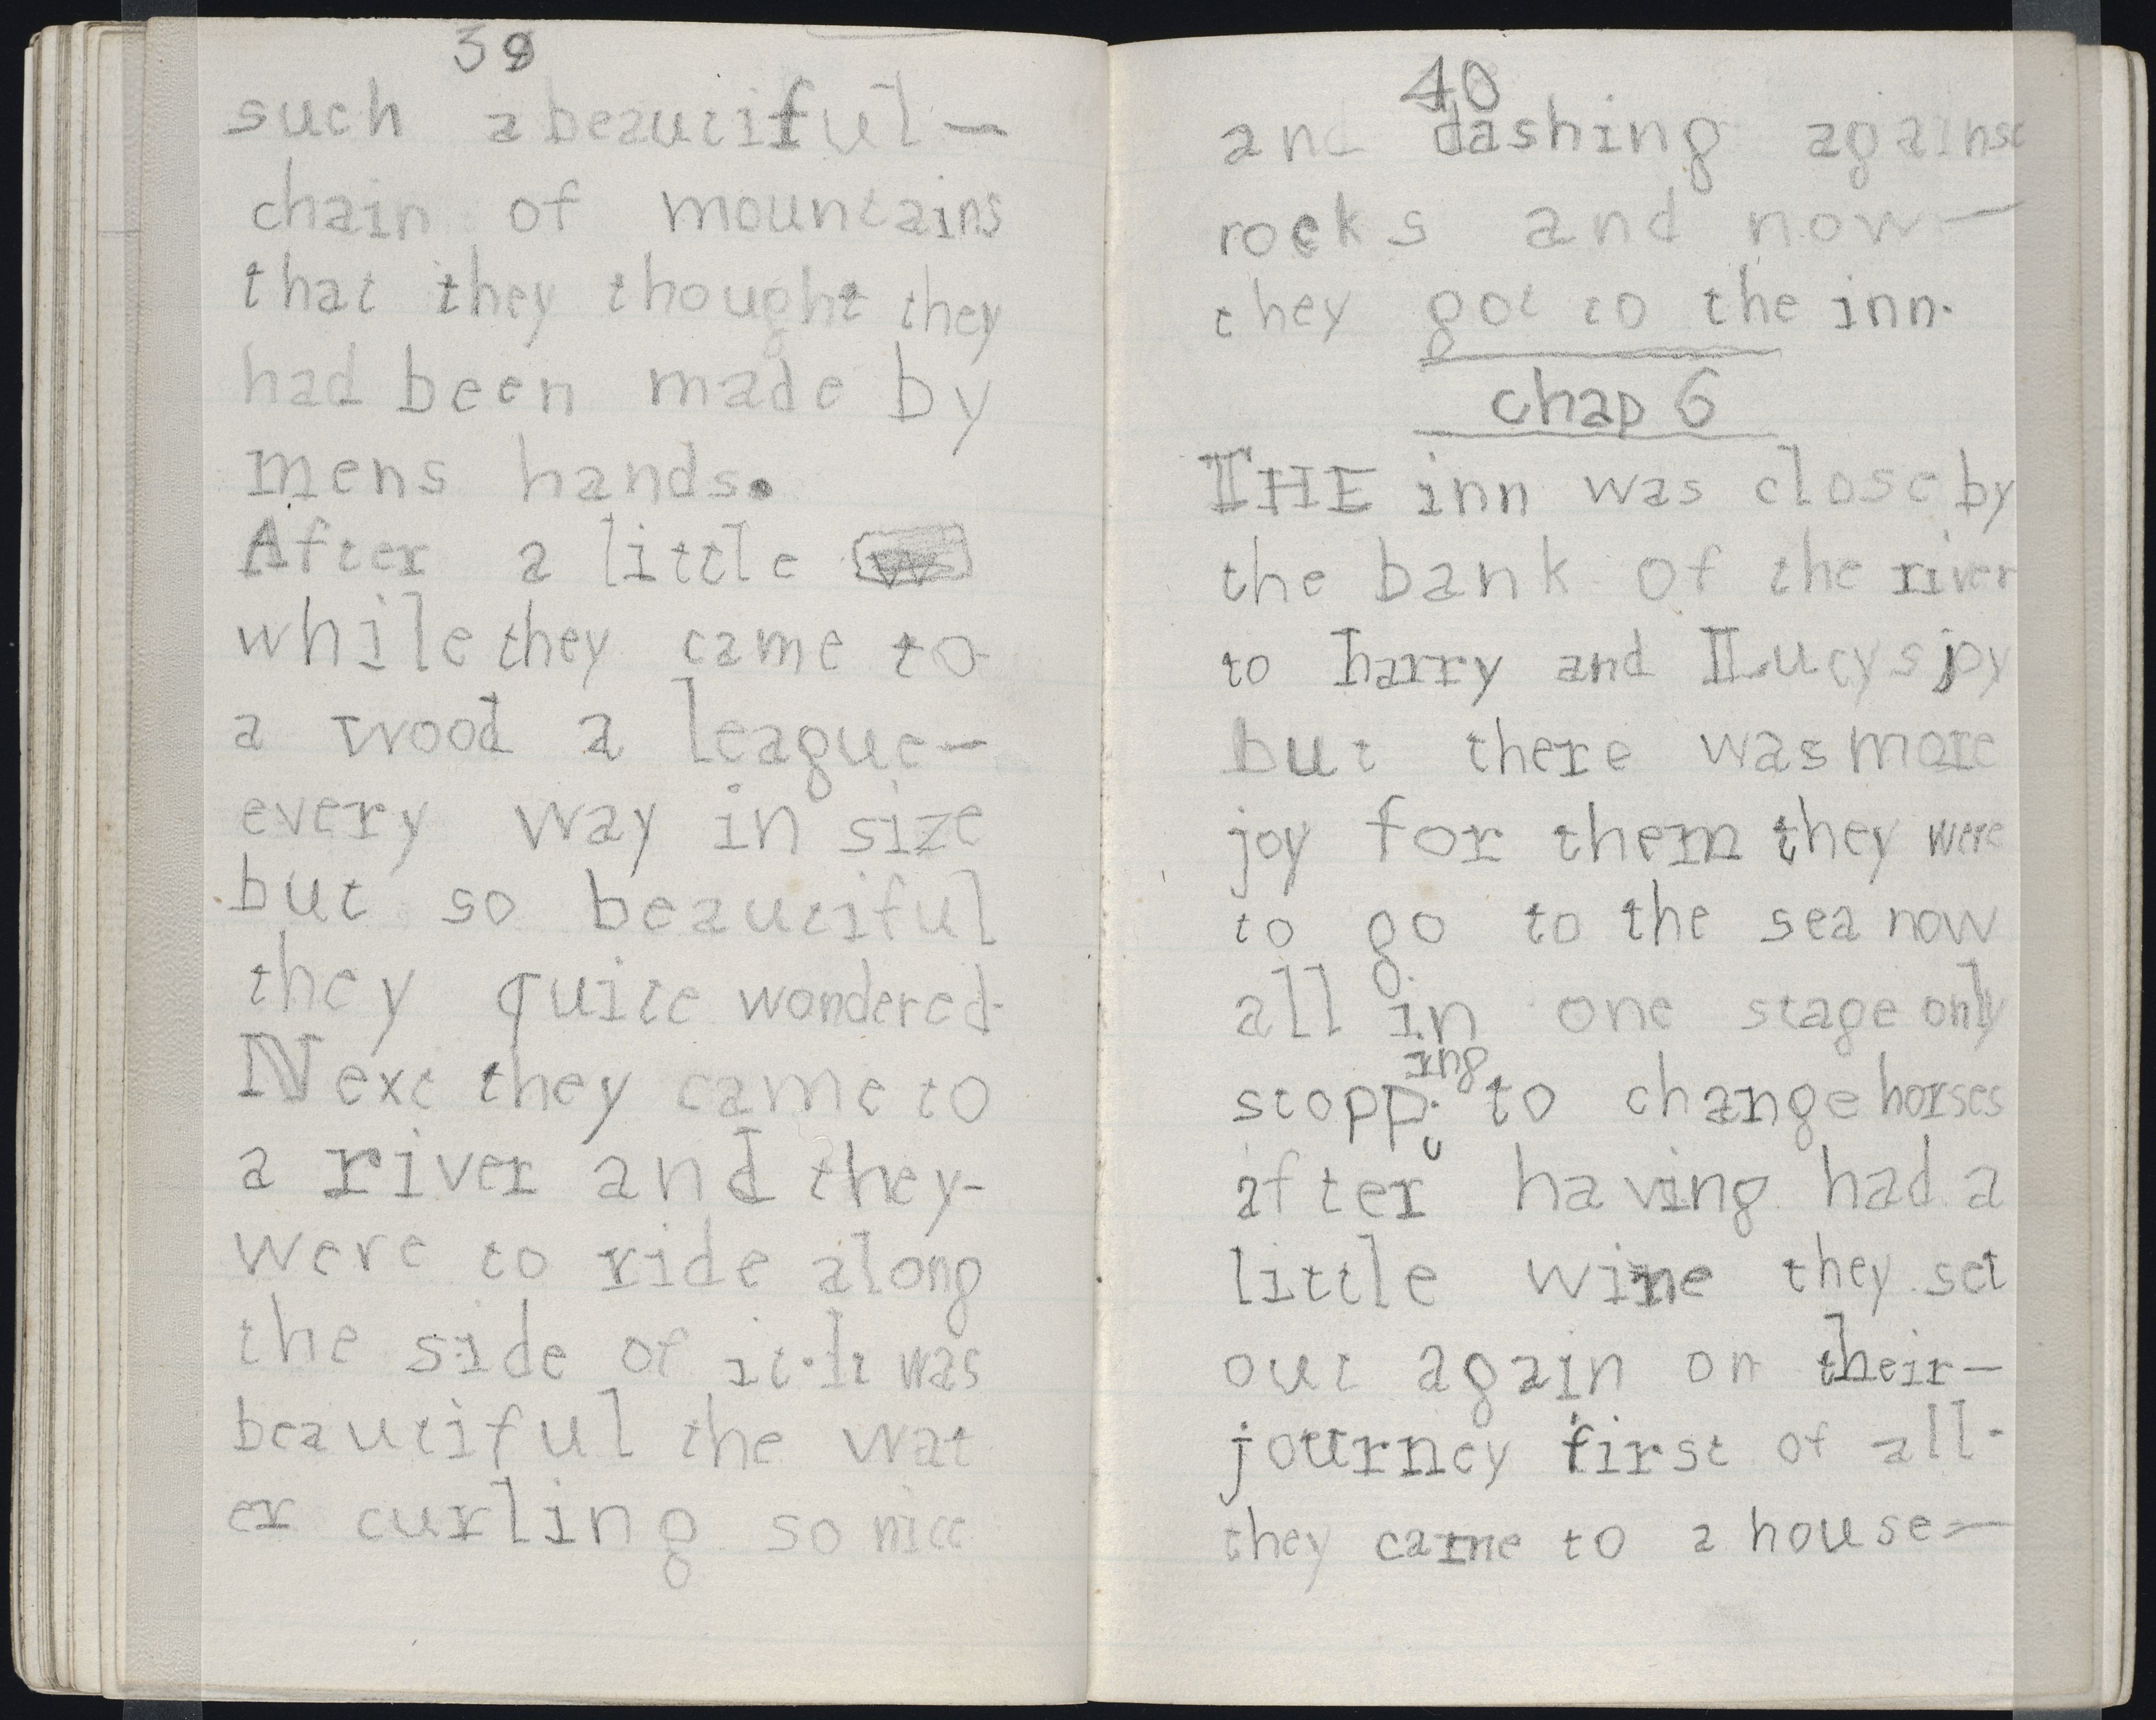 39
such a beautiful —
chain of mountains
that they thought they
had been made by
mens hands.
After a little
while they came to
a wood a league —
every way in size
but so beautiful
they quite wondered.
Next they came to
a river and they-
were to ride along
the side of it. It was
beautiful the wat
er curling so nice
40
and dashing against
rocks and now —
they got to the inn.
chap 6
THE inn was close by
the bank of the river
to harry and Lucys joy
but there was more
joy for them they were
to go to the sea now
all in one stage only
stopping to change horses
after having had a
little wine they set
out again on their —
journey first of all.
they came to a house —